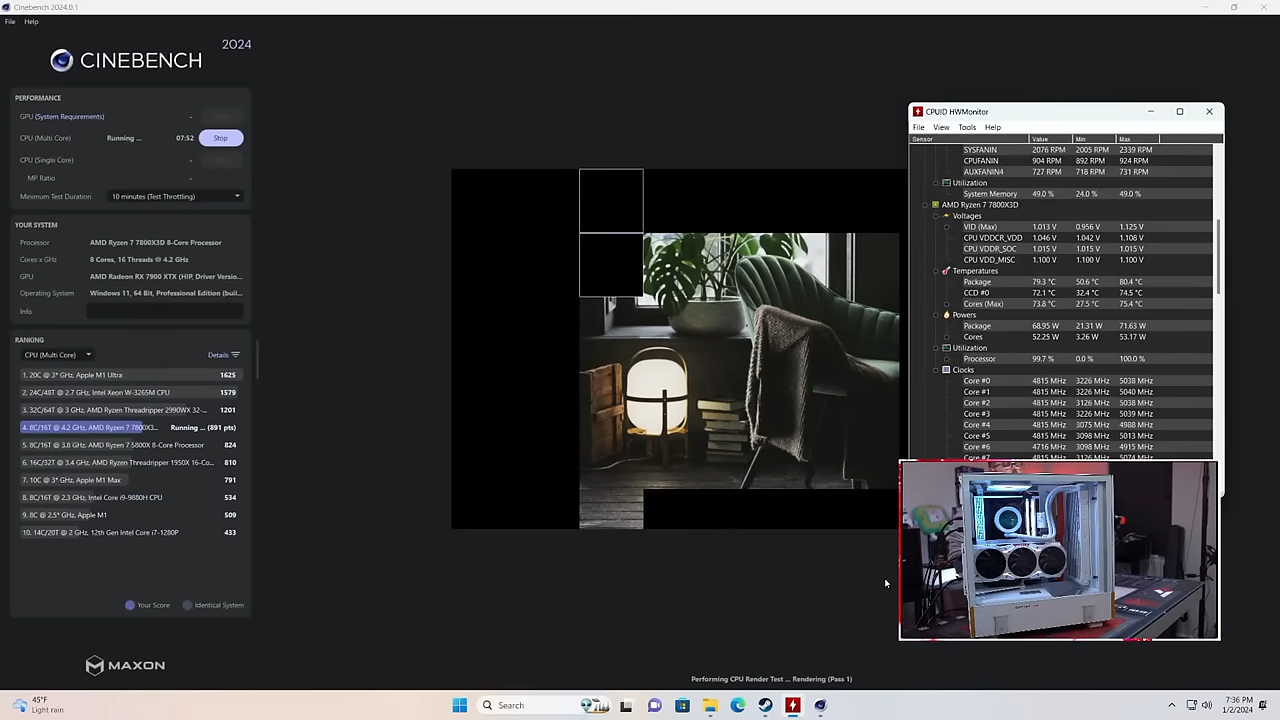 Cinebench 2024.0.1
File Help
CINEBENCH 2024
PERFORMANCE
GPU (System Requirements) -
CPU (Multi Core) Running ... 07:52 Stop
CPU (Single Core) -
MP Ratio -
Minimum Test Duration 10 minutes (Test Throttling)
YOUR SYSTEM
Processor AMD Ryzen 7 7800X3D 8-Core Processor
Cores x GHz 8 Cores, 16 Threads @ 4.2 GHz
GPU AMD Radeon RX 7900 XTX (HIP, Driver Versio...
Operating System Windows 11, 64 Bit, Professional Edition (buil...
Info
RANKING
CPU (Multi Core) Details
1. 20C @ 3* GHz, Apple M1 Ultra 1625
2. 24C/48T @ 2.7 GHz, Intel Xeon W-3265M CPU 1579
3. 32C/64T @ 3 GHz, AMD Ryzen Threadripper 2990WX 32-... 1201
4. 8C/16T @ 4.2 GHz, AMD Ryzen 7 7800X3... Running ... (891 pts)
5. 8C/16T @ 3.8 GHz, AMD Ryzen 7 5800X 8-Core Processor 824
6. 16C/32T @ 3.4 GHz, AMD Ryzen Threadripper 1950X 16-Co... 810
7. 10C @ 3* GHz, Apple M1 Max 791
8. 8C/16T @ 2.3 GHz, Intel Core i9-9880H CPU 534
9. 8C @ 2.5* GHz, Apple M1 509
10. 14C/20T @ 2 GHz, 12th Gen Intel Core i7-1280P 433
Your Score Identical System
MAXON
Performing CPU Render Test ... Rendering (Pass 1)
CPUID HWMonitor
File View Tools Help
Sensor Value Min Max
SYSFANIN 2076 RPM 2005 RPM 2339 RPM
CPUFANIN 904 RPM 892 RPM 924 RPM
AUXFANIN4 727 RPM 718 RPM 731 RPM
Utilization
System Memory 49.0 % 24.0 % 49.0 %
AMD Ryzen 7 7800X3D
Voltages
VID (Max) 1.013 V 0.956 V 1.125 V
CPU VDDCR_VDD 1.046 V 1.042 V 1.108 V
CPU VDDCR_SOC 1.015 V 1.015 V 1.015 V
CPU VDD_MISC 1.100 V 1.100 V 1.100 V
Temperatures
Package 79.3 °C 50.6 °C 80.4 °C
CCD #0 72.1 °C 32.4 °C 74.5 °C
Cores (Max) 73.8 °C 27.5 °C 75.4 °C
Powers
Package 68.95 W 21.31 W 71.63 W
Cores 52.25 W 3.26 W 53.17 W
Utilization
Processor 99.7 % 0.0 % 100.0 %
Clocks
Core #0 4815 MHz 3226 MHz 5038 MHz
Core #1 4815 MHz 3226 MHz 5040 MHz
Core #2 4815 MHz 3126 MHz 5038 MHz
Core #3 4815 MHz 3226 MHz 5039 MHz
Core #4 4815 MHz 3075 MHz 4988 MHz
Core #5 4815 MHz 3098 MHz 5013 MHz
Core #6 4716 MHz 3098 MHz 4915 MHz
Core #7 4815 MHz 3126 MHz 5074 MHz
45°F
Light rain
Search
7:36 PM
1/2/2024